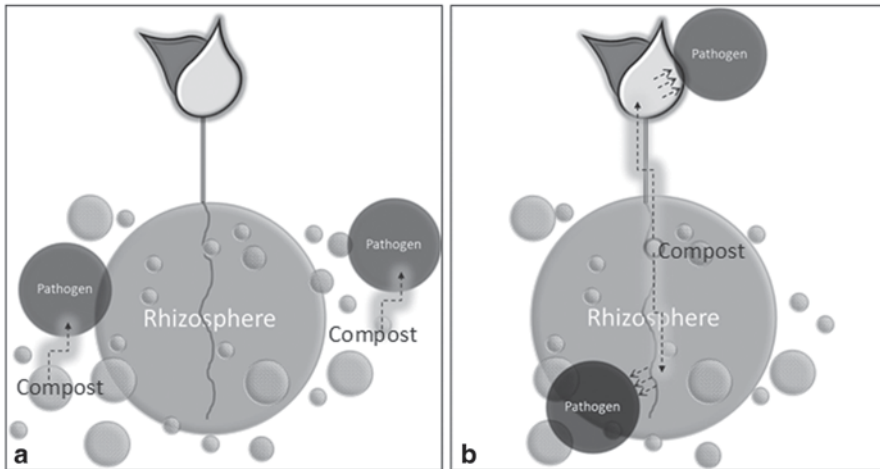 Pathogen
Pathogen
Rhizosphere
Compost
Compost
a
Pathogen
Compost
Rhizosphere
Pathogen
b